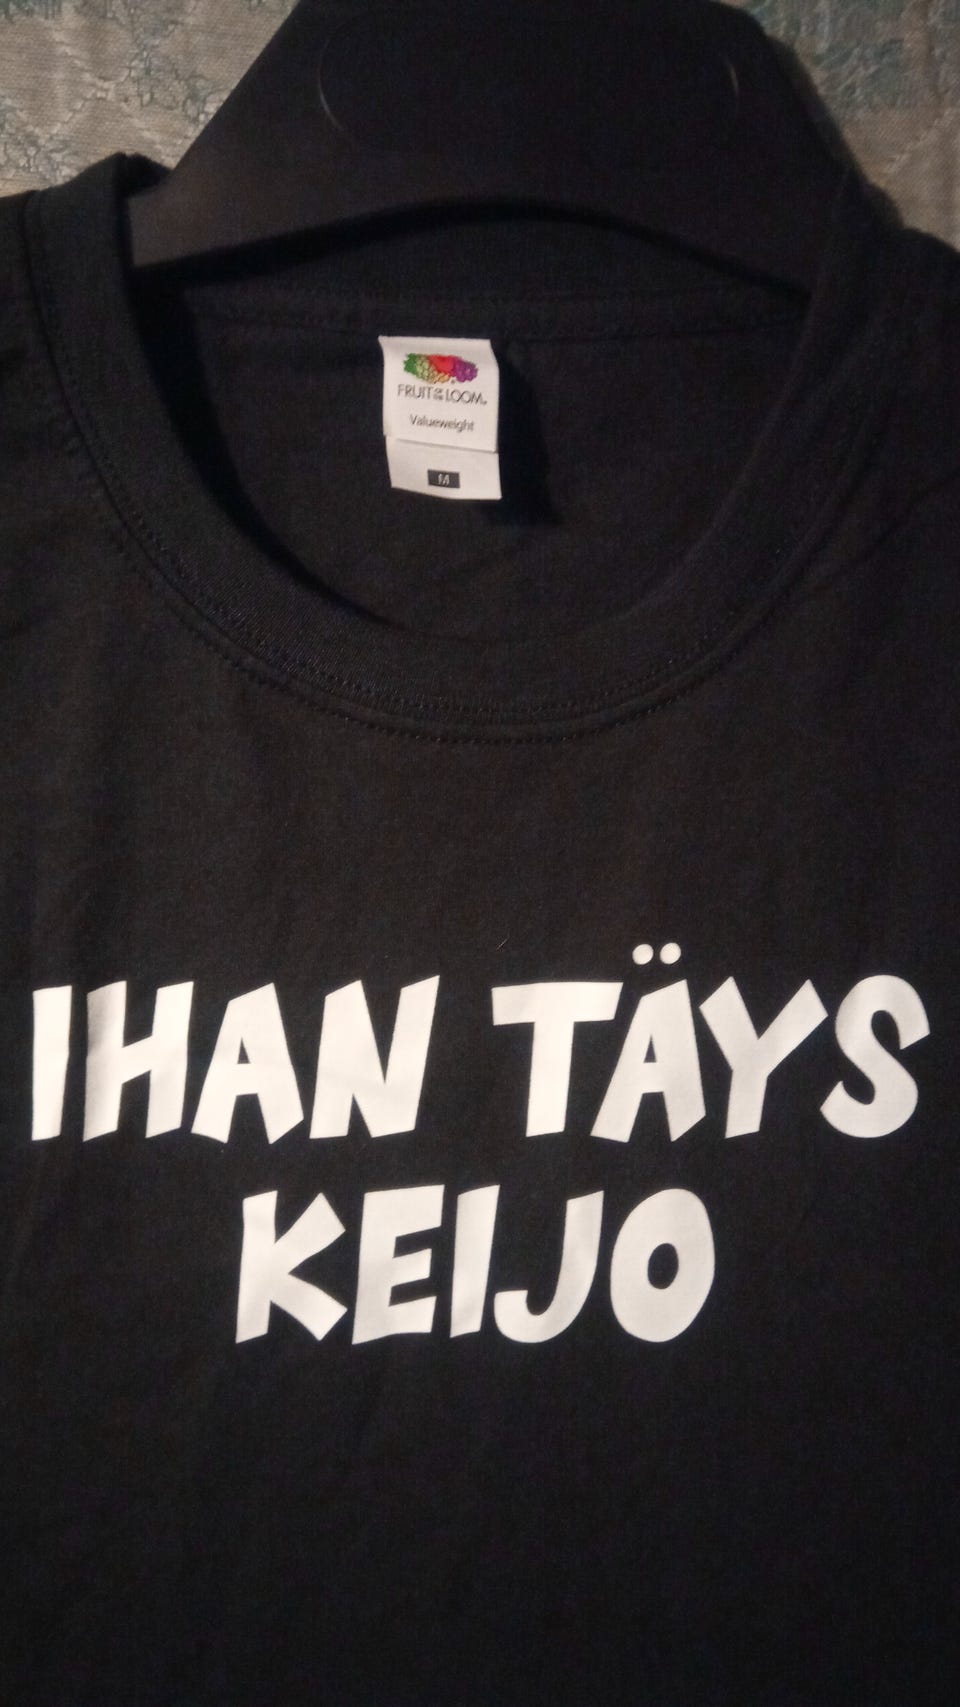 FRUIT OF THE LOOM®
Valueweight
M
IHAN TÄYS
KEIJO